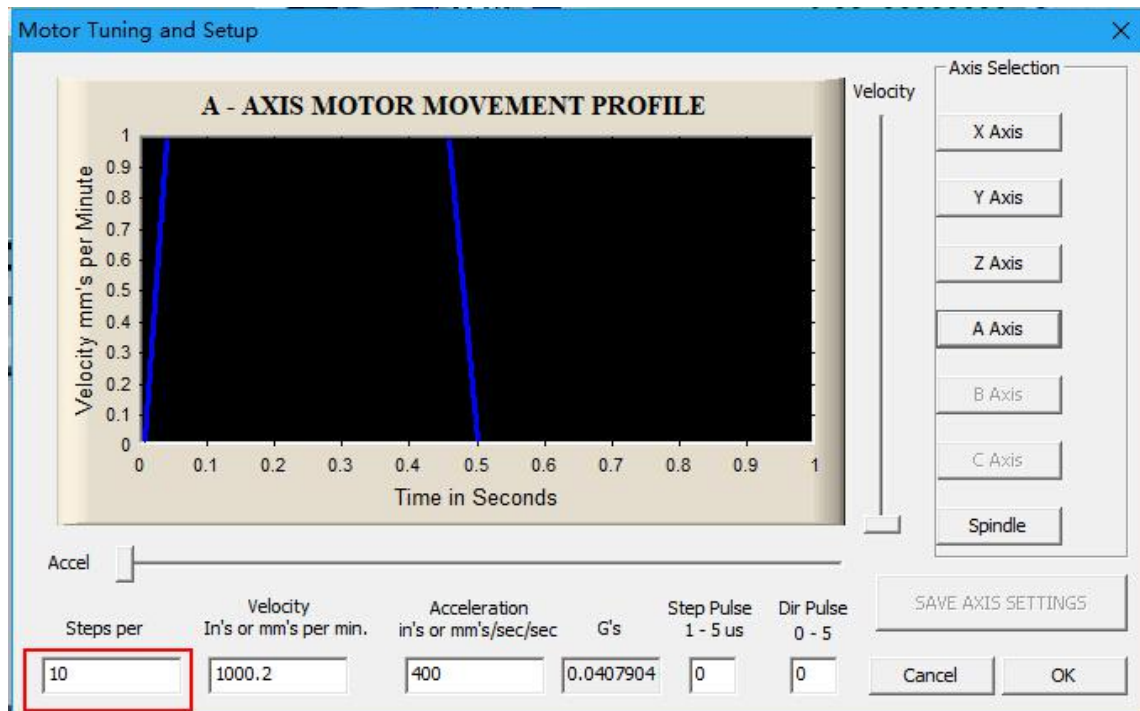 Motor Tuning and Setup
A - AXIS MOTOR MOVEMENT PROFILE
Velocity mm's per Minute
1
0.9
0.8
0.7
0.6
0.5
0.4
0.3
0.2
0.1
0
0 0.1 0.2 0.3 0.4 0.5 0.6 0.7 0.8 0.9 1
Time in Seconds
Velocity
Axis Selection
X Axis
Y Axis
Z Axis
A Axis
B Axis
C Axis
Spindle
Accel
Steps per
10
Velocity
In's or mm's per min.
1000.2
Acceleration
in's or mm's/sec/sec
400
G's
0.0407904
Step Pulse
1 - 5 us
0
Dir Pulse
0 - 5
0
SAVE AXIS SETTINGS
Cancel
OK